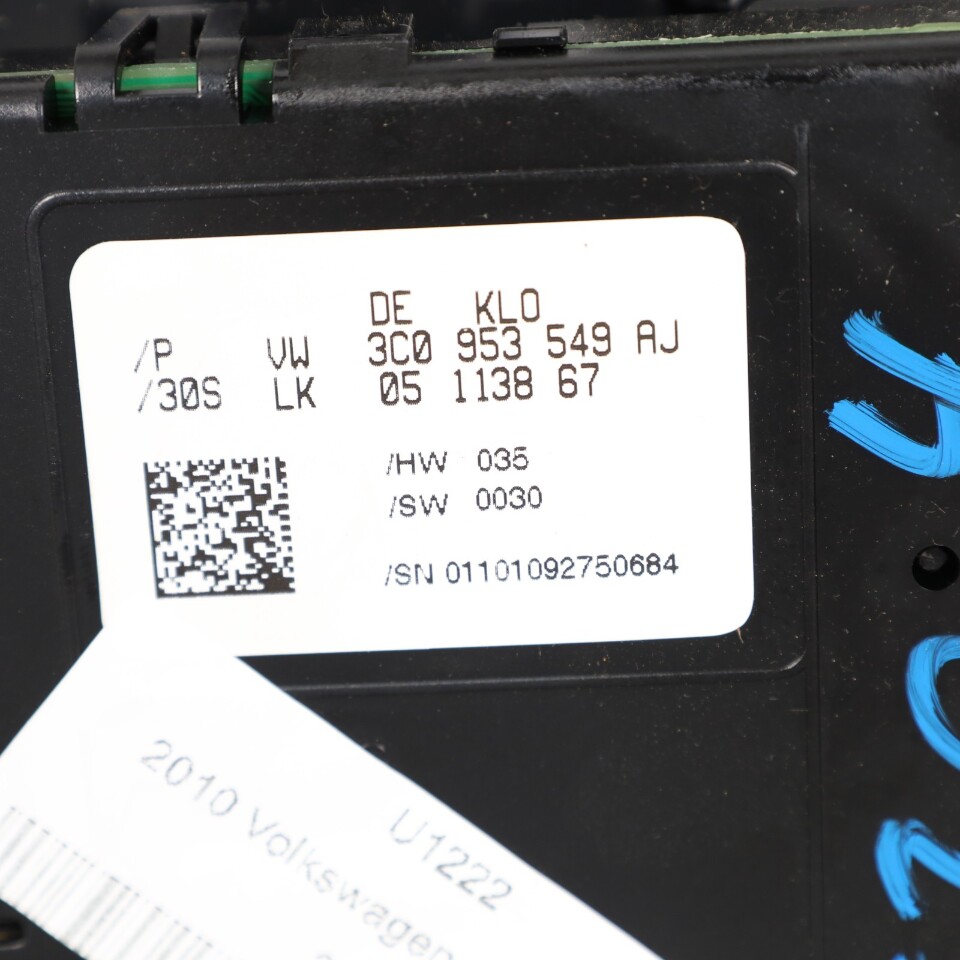 DE KLO
/P VW 3C0 953 549 AJ
/30S LK 05 1138 67
/HW 035
/SW 0030
/SN 01101092750684
U1222
2010 Volkswagen